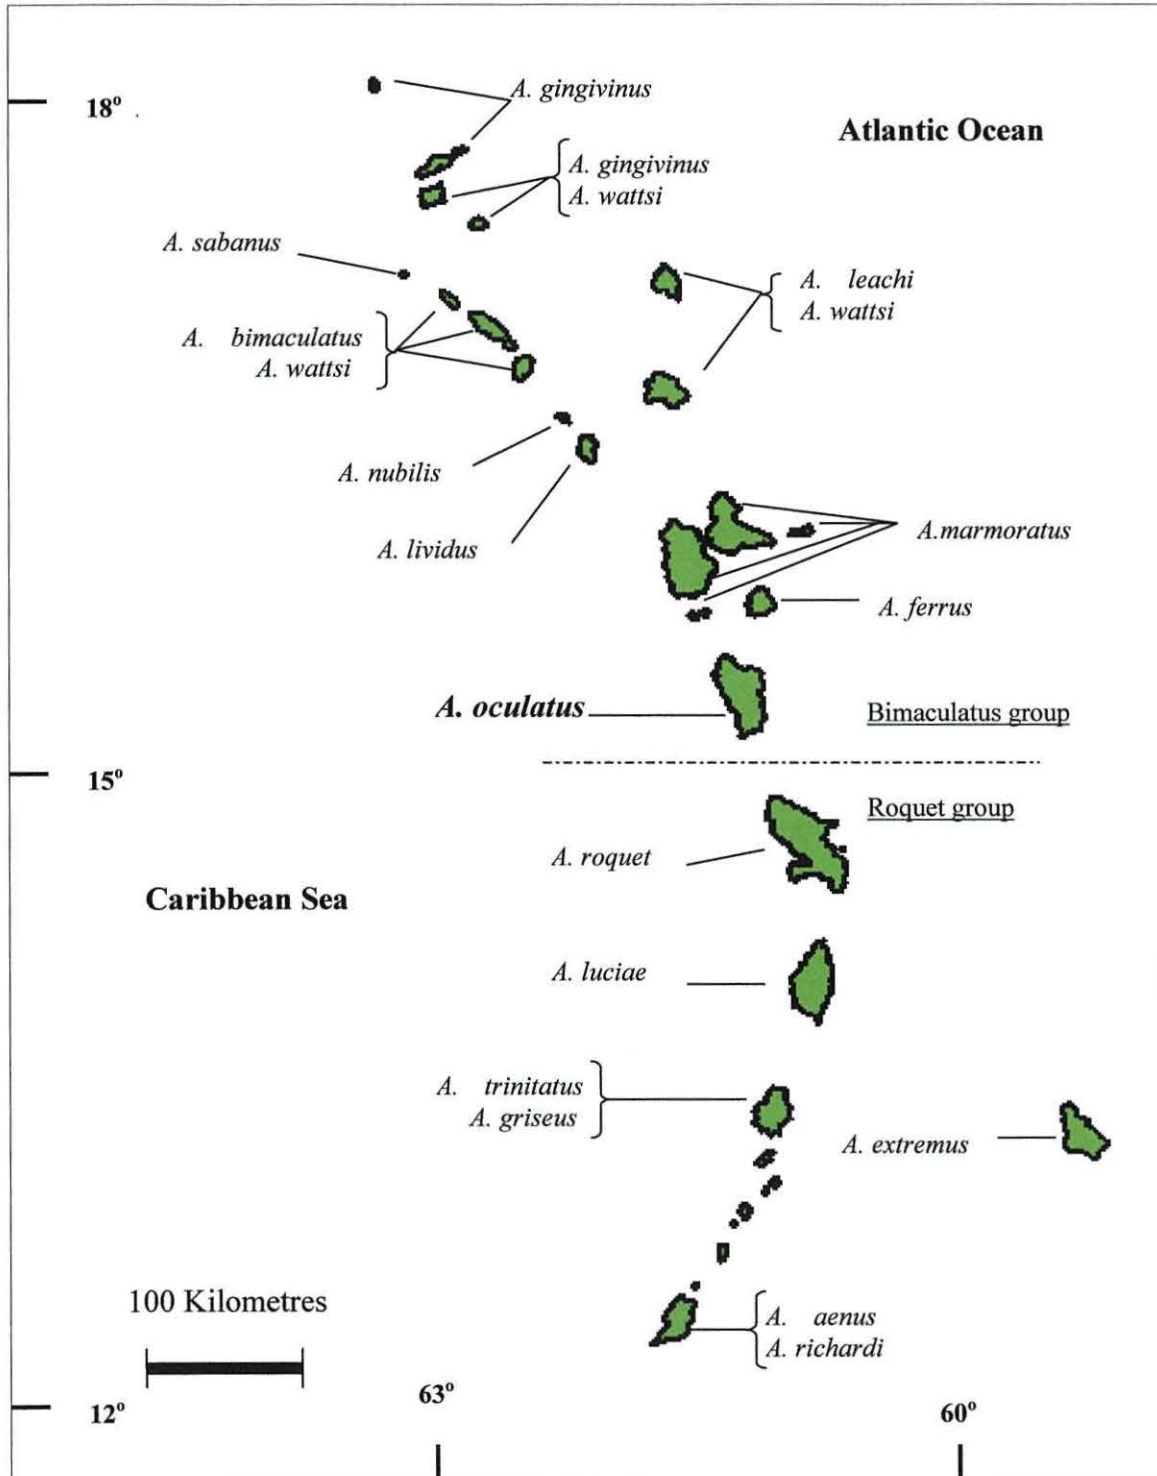 A. gingivinus
18°
Atlantic Ocean
A. gingivinus
A. wattsi
A. sabanus
A. leachi
A. wattsi
A. bimaculatus
A. wattsi
A. nubilis
A. lividus
A.marmoratus
A. ferrus
A. oculatus
Bimaculatus group
15°
Roquet group
A. roquet
Caribbean Sea
A. luciae
A. trinitatus
A. griseus
A. extremus
100 Kilometres
A. aenus
A. richardi
63°
12°
60°